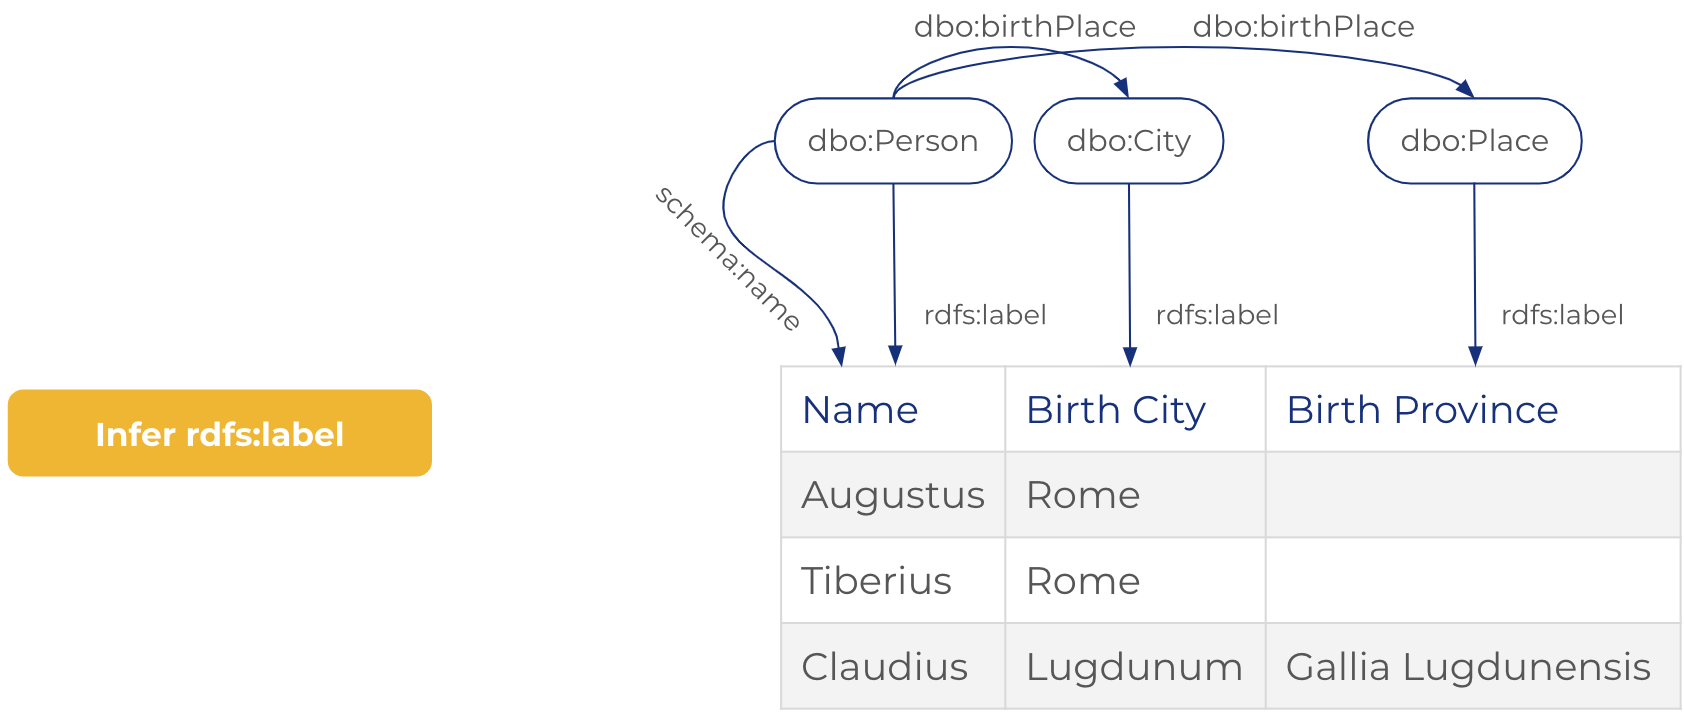 dbo:birthPlace dbo:birthPlace
dbo:Person dbo:City dbo:Place
schema:name
rdfs:label rdfs:label rdfs:label
Infer rdfs:label
Name Birth City Birth Province
Augustus Rome
Tiberius Rome
Claudius Lugdunum Gallia Lugdunensis